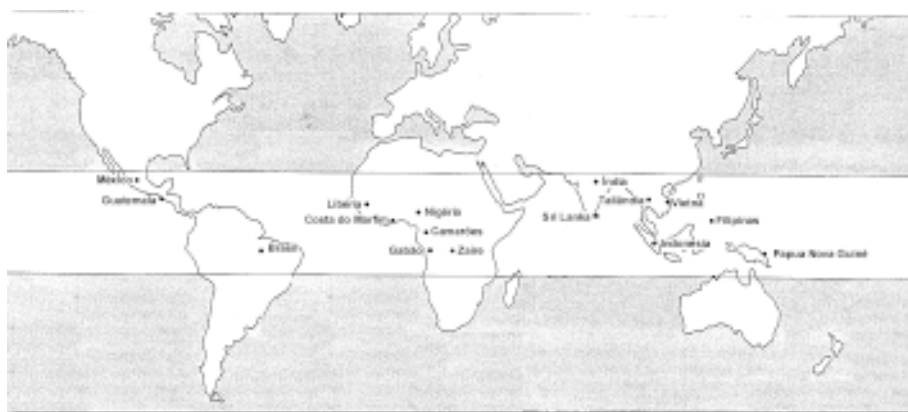 México
Guatemala
Brasil
Libéria
Costa do Marfim
Nigéria
Camarões
Gabão
Zaire
Índia
Tailândia
Vietnã
Sri Lanka
Filipinas
Indonésia
Papua Nova Guiné